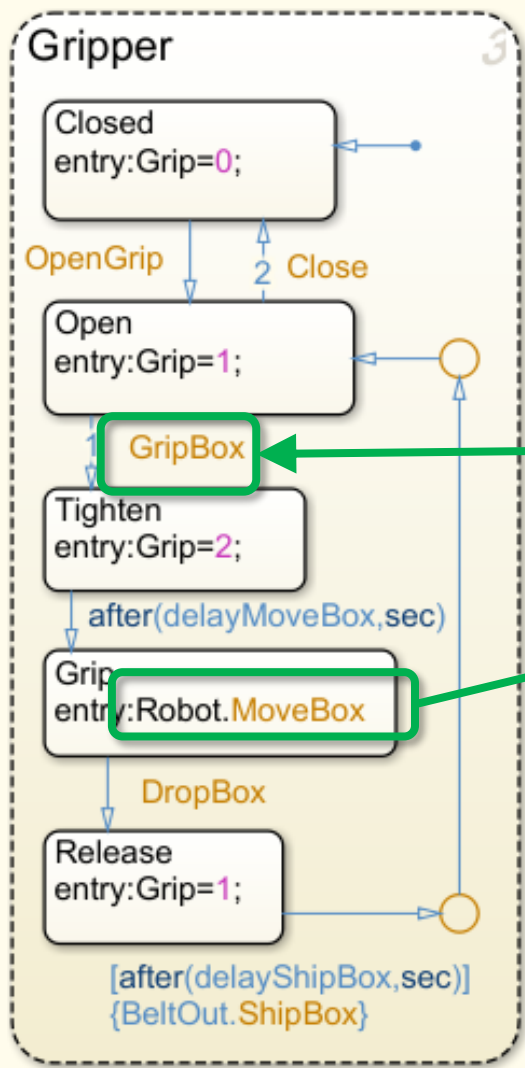 Gripper
3
Closed
entry:Grip=0;
OpenGrip
2
Close
Open
entry:Grip=1;
1
GripBox
Tighten
entry:Grip=2;
after(delayMoveBox,sec)
Grip
entry:Robot.MoveBox
DropBox
Release
entry:Grip=1;
[after(delayShipBox,sec)]
{BeltOut.ShipBox}